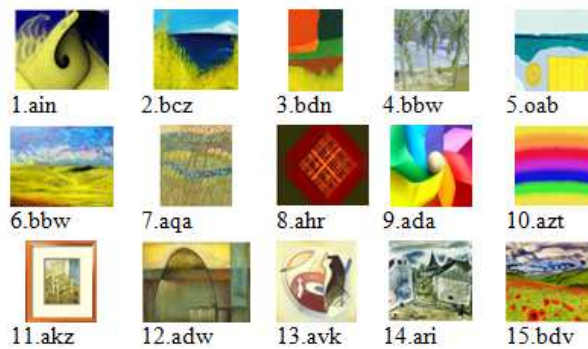 1.ain 2.bcz 3.bdn 4.bbw 5.oab
6.bbw 7.aqa 8.ahr 9.ada 10.azt
11.akz 12.adw 13.avk 14.ari 15.bdv